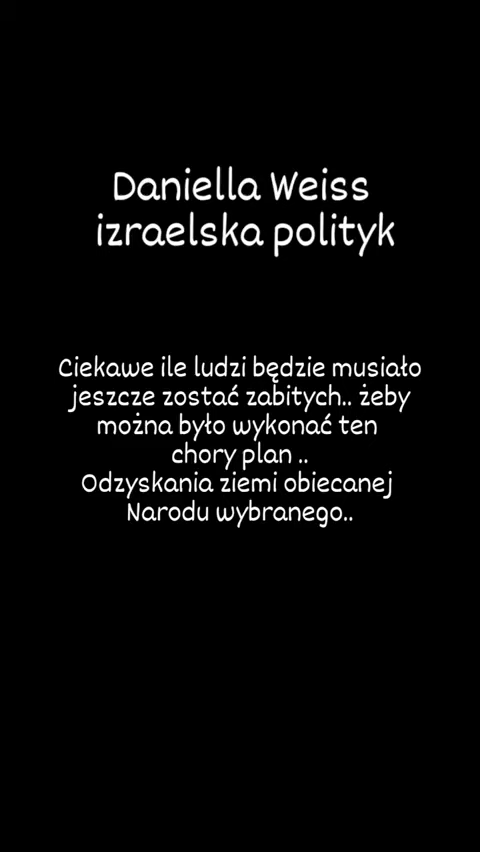 Daniella Weiss
izraelska polityk
Ciekawe ile ludzi będzie musiało
jeszcze zostać zabitych.. żeby
można było wykonać ten
chory plan ..
Odzyskania ziemi obiecanej
Narodu wybranego..